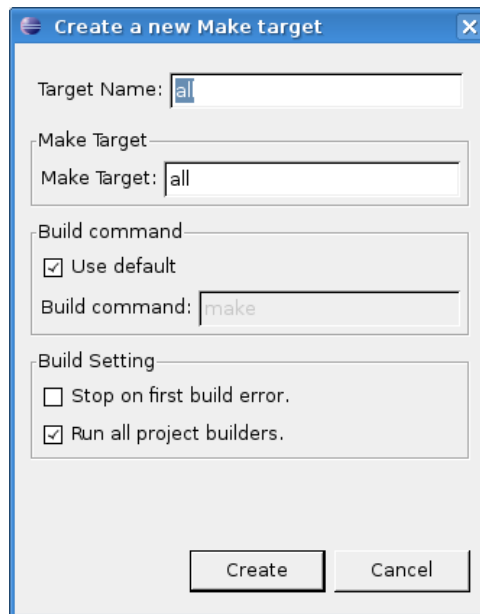 Create a new Make target
Target Name: all
Make Target
Make Target: all
Build command
Use default
Build command: make
Build Setting
Stop on first build error.
Run all project builders.
Create Cancel